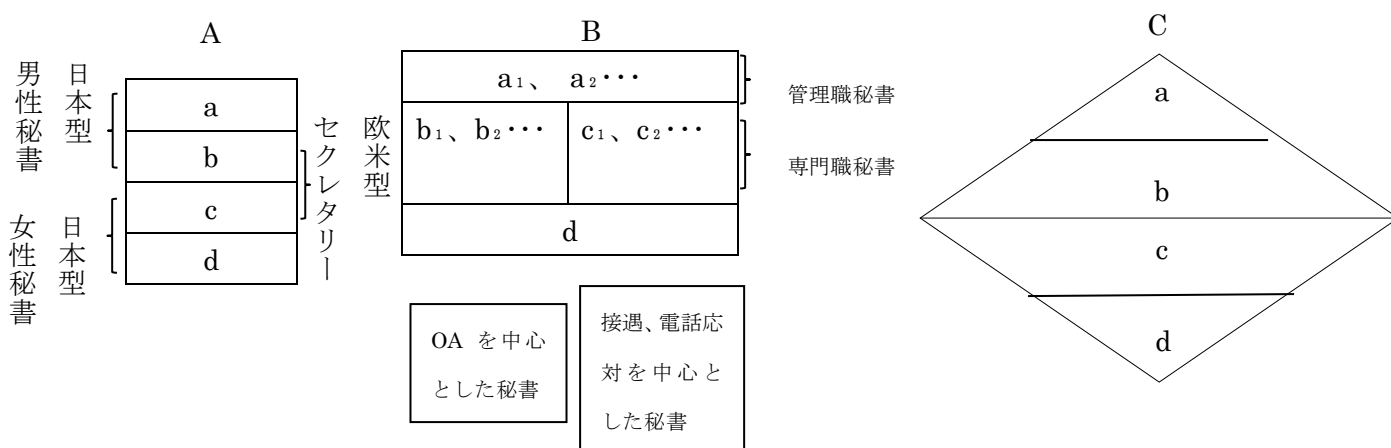 A
男性秘書
日本型
女性秘書
日本型
a
b
c
d
セクレタリー
欧米型
B
a₁、 a₂・・・
b₁、b₂・・・
c₁、c₂・・・
d
管理職秘書
専門職秘書
OA を中心
とした秘書
接遇、電話応
対を中心と
した秘書
C
a
b
c
d